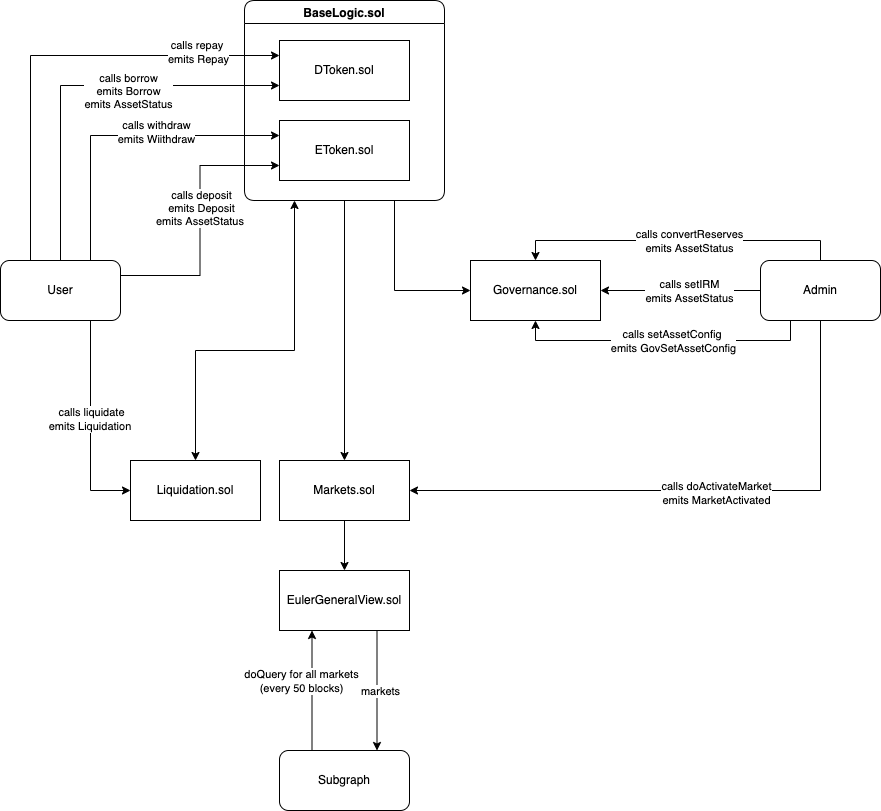 BaseLogic.sol
calls repay
emits Repay
DToken.sol
calls borrow
emits Borrow
emits AssetStatus
calls withdraw
emits Wiithdraw
EToken.sol
calls deposit
emits Deposit
emits AssetStatus
calls convertReserves
emits AssetStatus
User
Governance.sol
calls setIRM
emits AssetStatus
Admin
calls setAssetConfig
emits GovSetAssetConfig
calls liquidate
emits Liquidation
Liquidation.sol
Markets.sol
calls doActivateMarket
emits MarketActivated
EulerGeneralView.sol
doQuery for all markets
(every 50 blocks)
markets
Subgraph